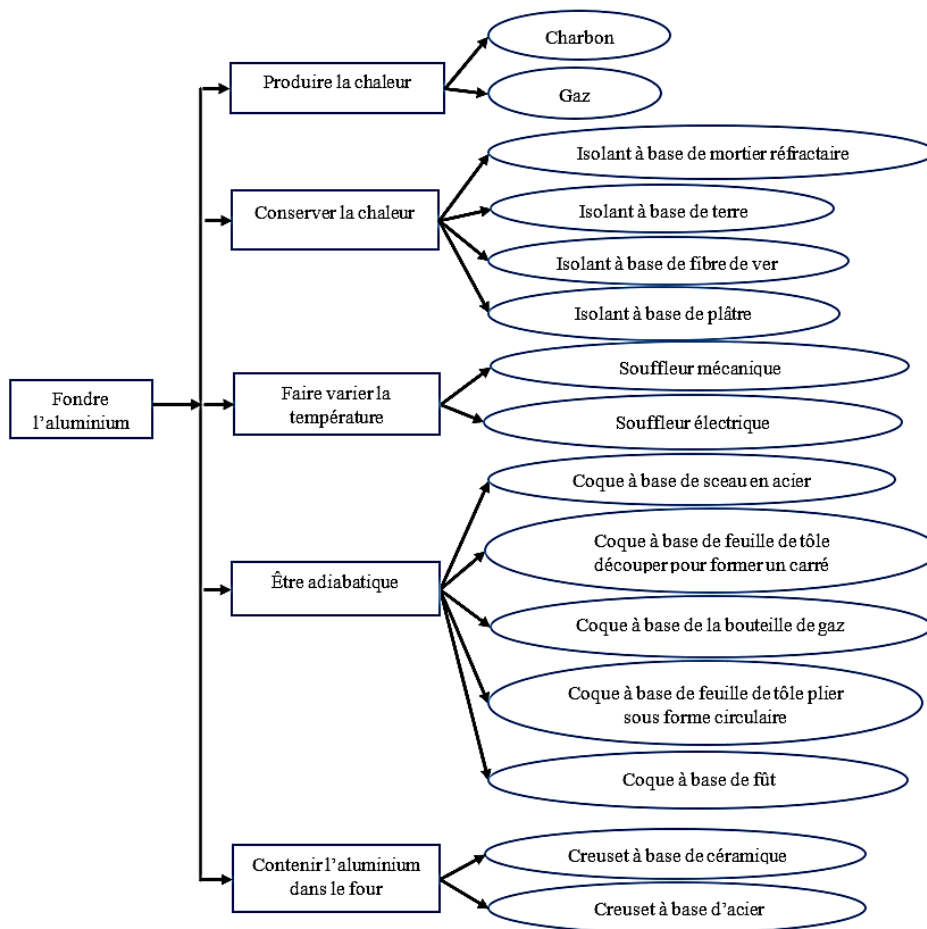 Charbon
Produire la chaleur
Gaz
Isolant à base de mortier réfractaire
Conserver la chaleur
Isolant à base de terre
Isolant à base de fibre de ver
Isolant à base de plâtre
Fondre
l’aluminium
Faire varier la
température
Souffleur mécanique
Souffleur électrique
Être adiabatique
Coque à base de sceau en acier
Coque à base de feuille de tôle
découper pour former un carré
Coque à base de la bouteille de gaz
Coque à base de feuille de tôle plier
sous forme circulaire
Coque à base de fût
Contenir l’aluminium
dans le four
Creuset à base de céramique
Creuset à base d’acier